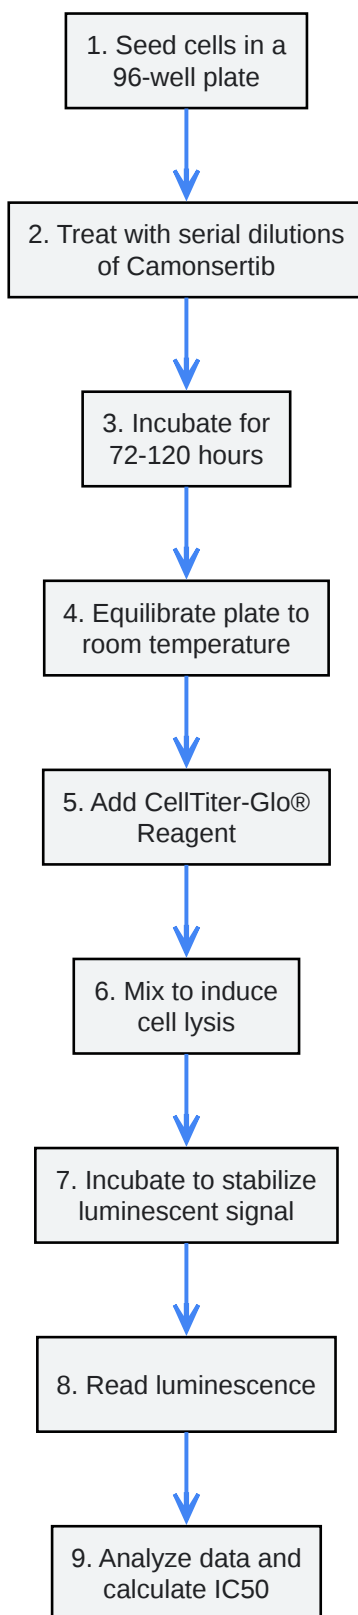 1. Seed cells in a
96-well plate
2. Treat with serial dilutions
of Camonsertib
3. Incubate for
72-120 hours
4. Equilibrate plate to
room temperature
5. Add CellTiter-Glo®
Reagent
6. Mix to induce
cell lysis
7. Incubate to stabilize
luminescent signal
8. Read luminescence
9. Analyze data and
calculate IC50